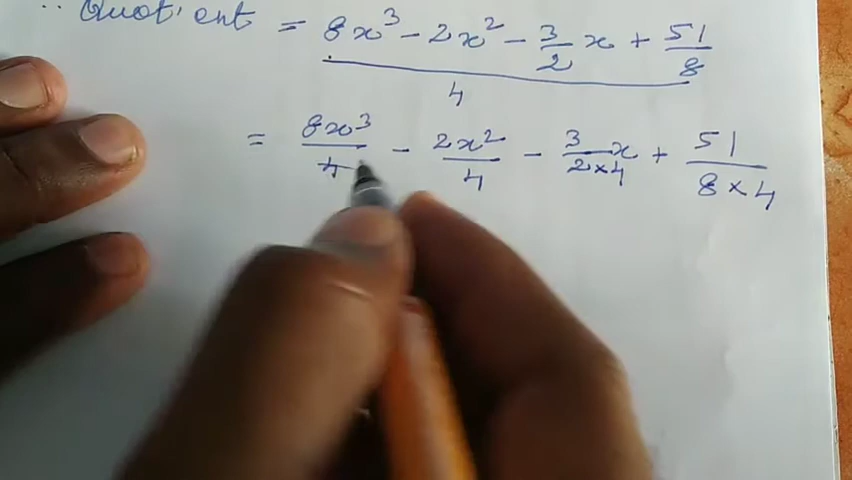 ∴ Quotient = 8x³ - 2x² - 3/2 x + 51/8
4
= 8x³/4 - 2x²/4 - 3/(2×4) x + 51/(8×4)